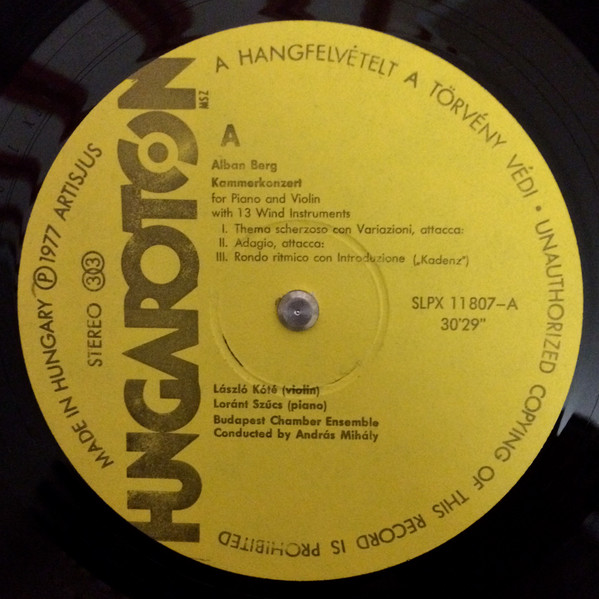 A HANGFELVÉTELT A TÖRVÉNY VÉDI • UNAUTHORIZED COPYING OF THIS RECORD IS PROHIBITED
MADE IN HUNGARY Ⓟ 1977 ARTISJUS
STEREO 33
HUNGAROTON
MSZ
A
Alban Berg
Kammerkonzert
for Piano and Violin
with 13 Wind Instruments
I. Thema scherzoso con Variazioni, attacca:
II. Adagio, attacca:
III. Rondo ritmico con Introduzione („Kadenz”)
SLPX 11807–A
30'29"
László Kótê (violin)
Loránt Szűcs (piano)
Budapest Chamber Ensemble
Conducted by András Mihály